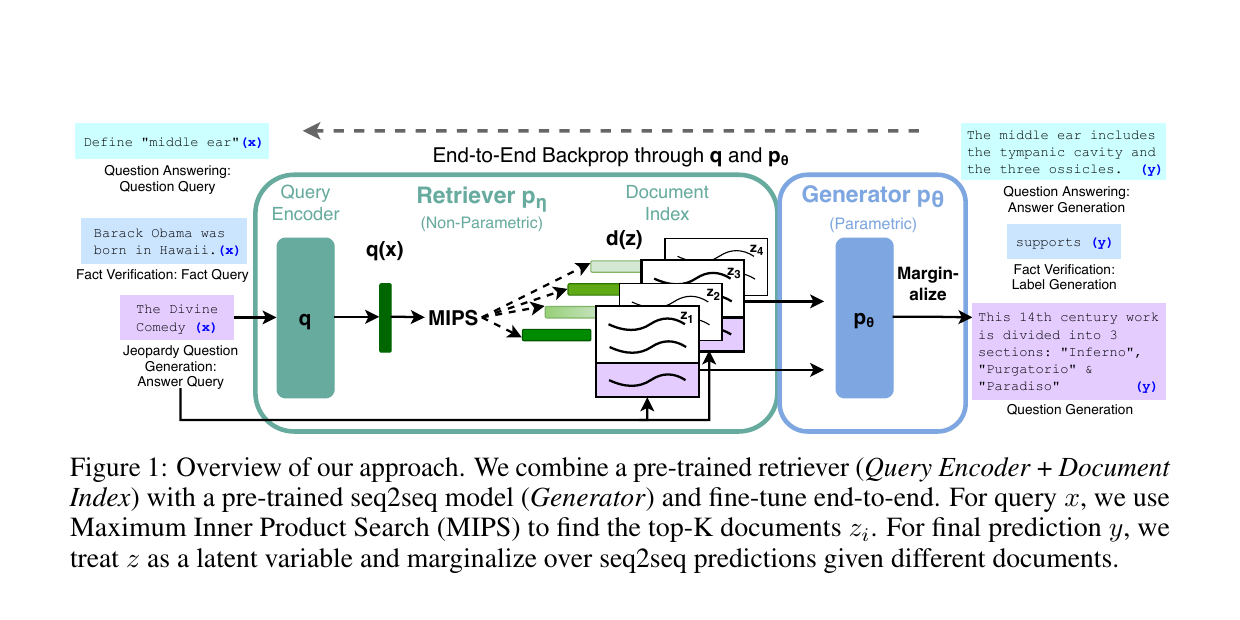 Define "middle ear"(x)
Question Answering:
Question Query
Barack Obama was
born in Hawaii.(x)
Fact Verification: Fact Query
The Divine
Comedy (x)
Jeopardy Question
Generation:
Answer Query
End-to-End Backprop through q and pθ
Query
Encoder
Retriever pη
(Non-Parametric)
Document
Index
q
q(x)
MIPS
d(z)
z4
z3
z2
z1
Generator pθ
(Parametric)
pθ
Margin-
alize
The middle ear includes
the tympanic cavity and
the three ossicles. (y)
Question Answering:
Answer Generation
supports (y)
Fact Verification:
Label Generation
This 14th century work
is divided into 3
sections: "Inferno",
"Purgatorio" &
"Paradiso" (y)
Question Generation
Figure 1: Overview of our approach. We combine a pre-trained retriever (Query Encoder + Document
Index) with a pre-trained seq2seq model (Generator) and fine-tune end-to-end. For query x, we use
Maximum Inner Product Search (MIPS) to find the top-K documents zi. For final prediction y, we
treat z as a latent variable and marginalize over seq2seq predictions given different documents.